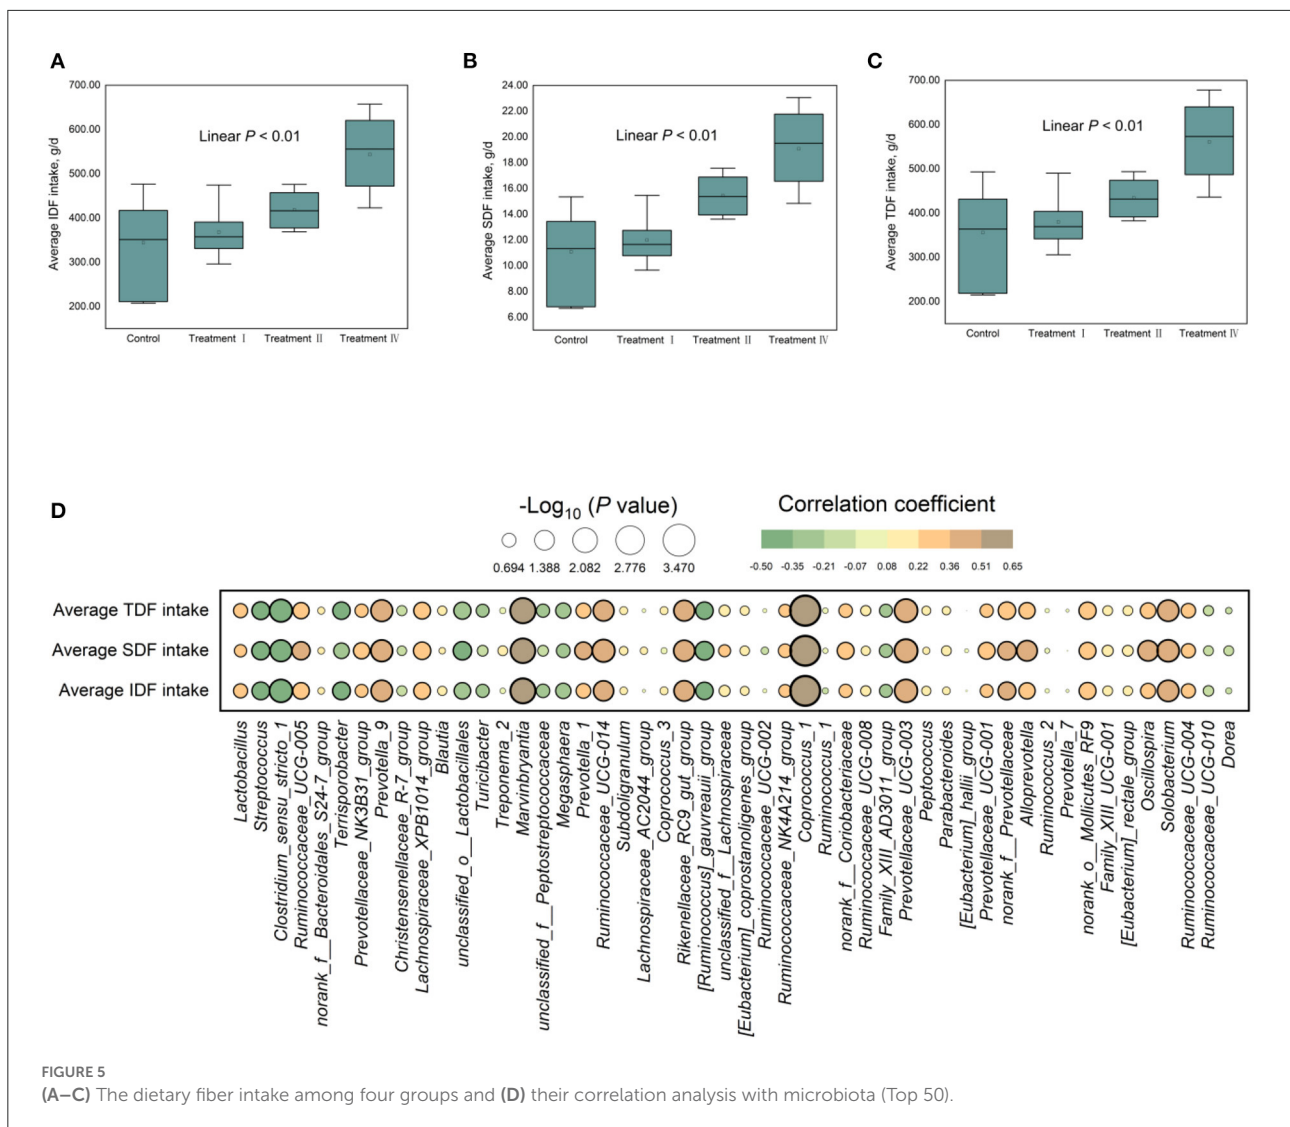 A
700.00
600.00
500.00
400.00
300.00
200.00
Average IDF intake, g/d
Linear P < 0.01
Control
Treatment I
Treatment II
Treatment IV
B
24.00
22.00
20.00
18.00
16.00
14.00
12.00
10.00
8.00
6.00
Average SDF intake, g/d
Linear P < 0.01
Control
Treatment I
Treatment II
Treatment IV
C
700.00
600.00
500.00
400.00
300.00
200.00
Average TDF intake, g/d
Linear P < 0.01
Control
Treatment I
Treatment II
Treatment IV
D
-Log10 (P value)
0.694 1.388 2.082 2.776 3.470
Correlation coefficient
-0.50 -0.35 -0.21 -0.07 0.08 0.22 0.36 0.51 0.65
Average TDF intake
Average SDF intake
Average IDF intake
Lactobacillus
Streptococcus
Clostridium_sensu_stricto_1
Ruminococcaceae_UCG-005
norank_f__Bacteroidales_S24-7_group
Terrisporobacter
Prevotellaceae_NK3B31_group
Prevotella_9
Christensenellaceae_R-7_group
Lachnospiraceae_XPB1014_group
Blautia
unclassified_o__Lactobacillales
Turicibacter
Treponema_2
Marvinbryantia
unclassified_f__Peptostreptococcaceae
Megasphaera
Prevotella_1
Ruminococcaceae_UCG-014
Subdoligranulum
Lachnospiraceae_AC2044_group
Coprococcus_3
Rikenellaceae_RC9_gut_group
[Ruminococcus]_gauvreauii_group
unclassified_f__Lachnospiraceae
[Eubacterium]_coprostanoligenes_group
Ruminococcaceae_UCG-002
Ruminococcaceae_NK4A214_group
Coprococcus_1
Ruminococcus_1
norank_f__Coriobacteriaceae
Ruminococcaceae_UCG-008
Family_XIII_AD3011_group
Prevotellaceae_UCG-003
Peptococcus
Parabacteroides
[Eubacterium]_hallii_group
Prevotellaceae_UCG-001
norank_f__Prevotellaceae
Alloprevotella
Ruminococcus_2
Prevotella_7
norank_o__Mollicutes_RF9
Family_XIII_UCG-001
[Eubacterium]_rectale_group
Oscillospira
Solobacterium
Ruminococcaceae_UCG-004
Ruminococcaceae_UCG-010
Dorea
FIGURE 5
(A–C) The dietary fiber intake among four groups and (D) their correlation analysis with microbiota (Top 50).